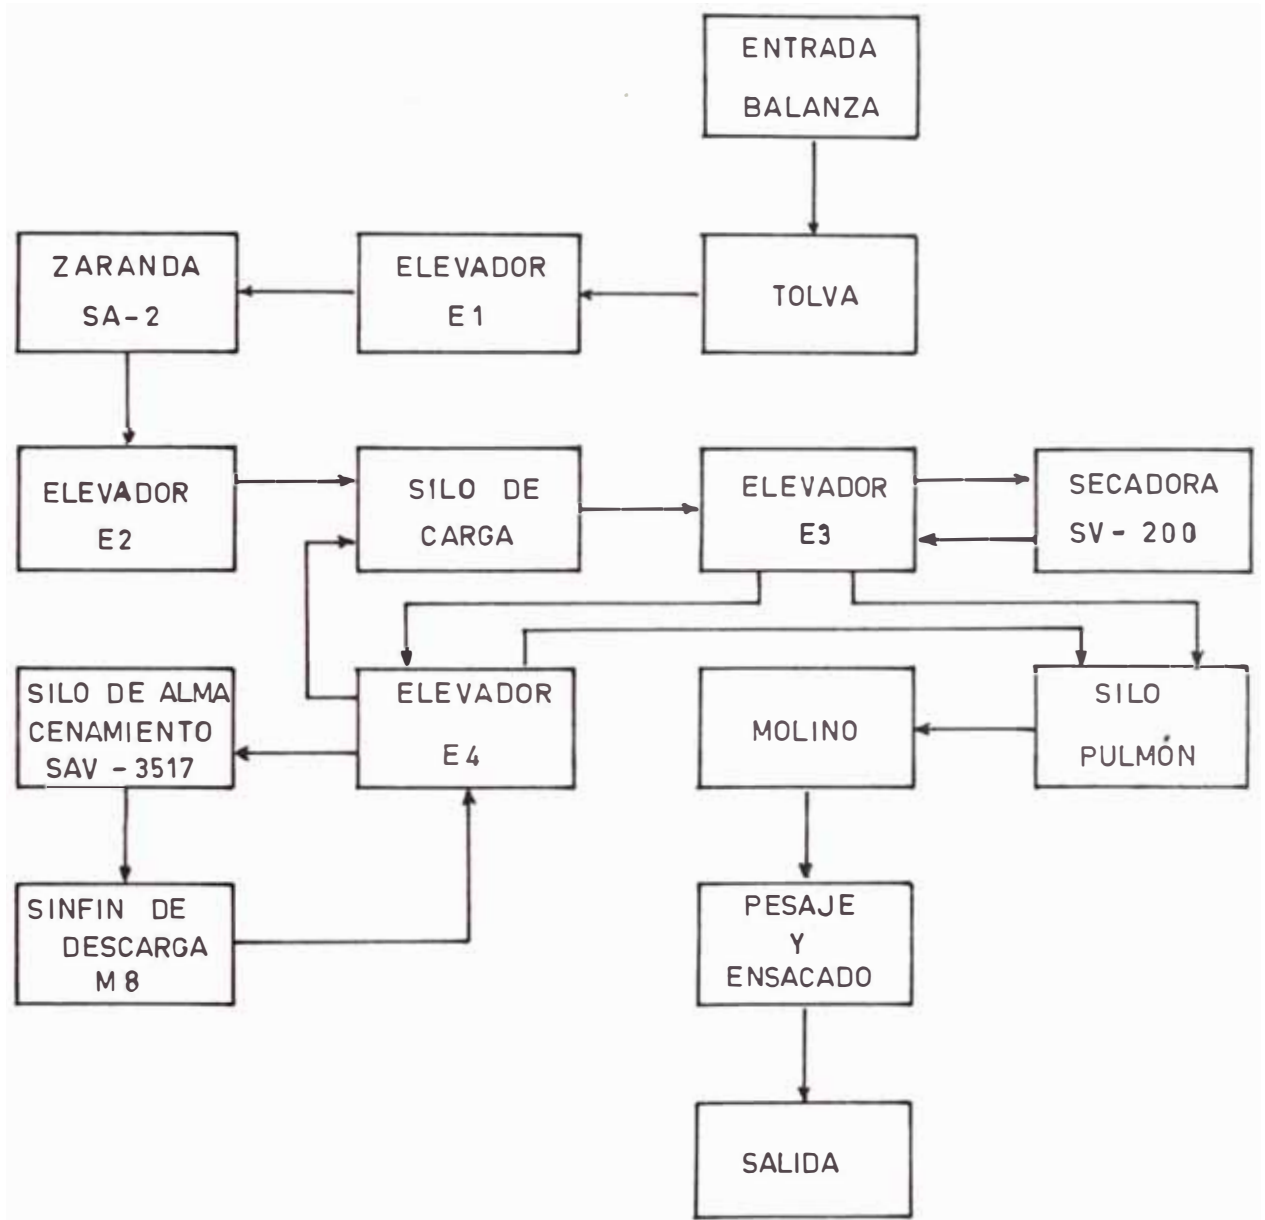 ENTRADA
BALANZA
ZARANDA
SA-2
ELEVADOR
E1
TOLVA
ELEVADOR
E2
SILO DE
CARGA
ELEVADOR
E3
SECADORA
SV-200
SILO DE ALMA
CENAMIENTO
SAV-3517
ELEVADOR
E4
MOLINO
SILO
PULMÓN
SINFIN DE
DESCARGA
M8
PESAJE
Y
ENSACADO
SALIDA